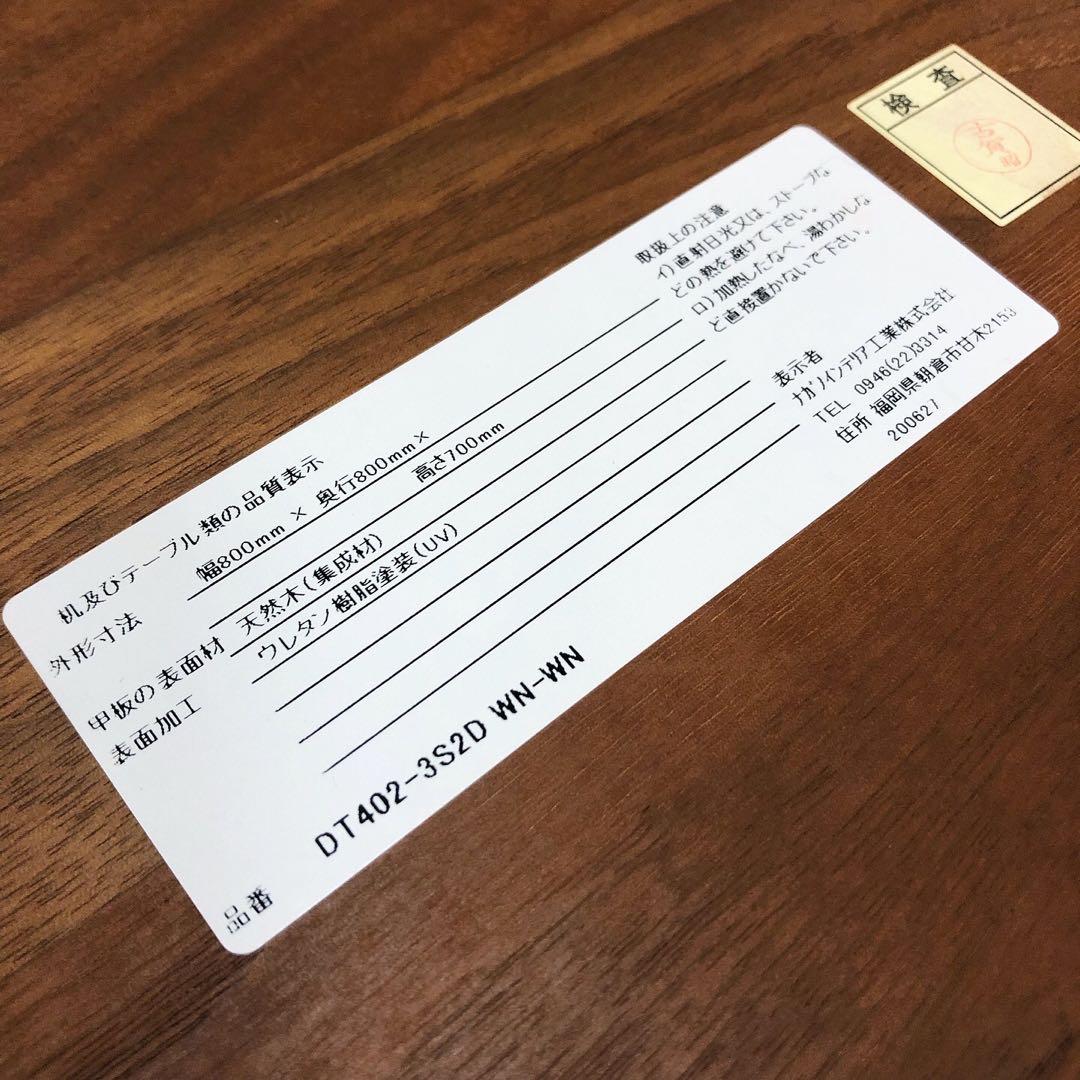 机及びテーブル類の品質表示
外形寸法 幅800mm × 奥行800mm×
高さ700mm
甲板の表面材 天然木(集成材)
表面加工 ウレタン樹脂塗装(UV)
品番 DT402-3S2D WN-WN
取扱上の注意
イ)直射日光又は、ストーブな
どの熱を避けて下さい。
ロ)加熱したなべ、湯わかしな
ど直接置かないで下さい。
表示者
ナガノインテリア工業株式会社
TEL 0946(22)3314
住所 福岡県朝倉市甘木2153
200627
検査